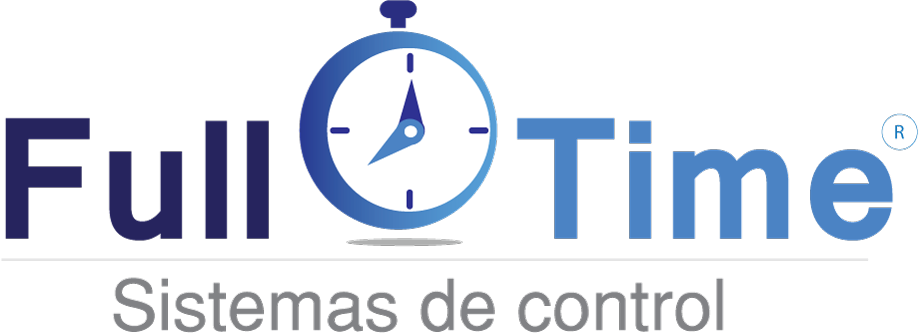 Full Time ®
Sistemas de control